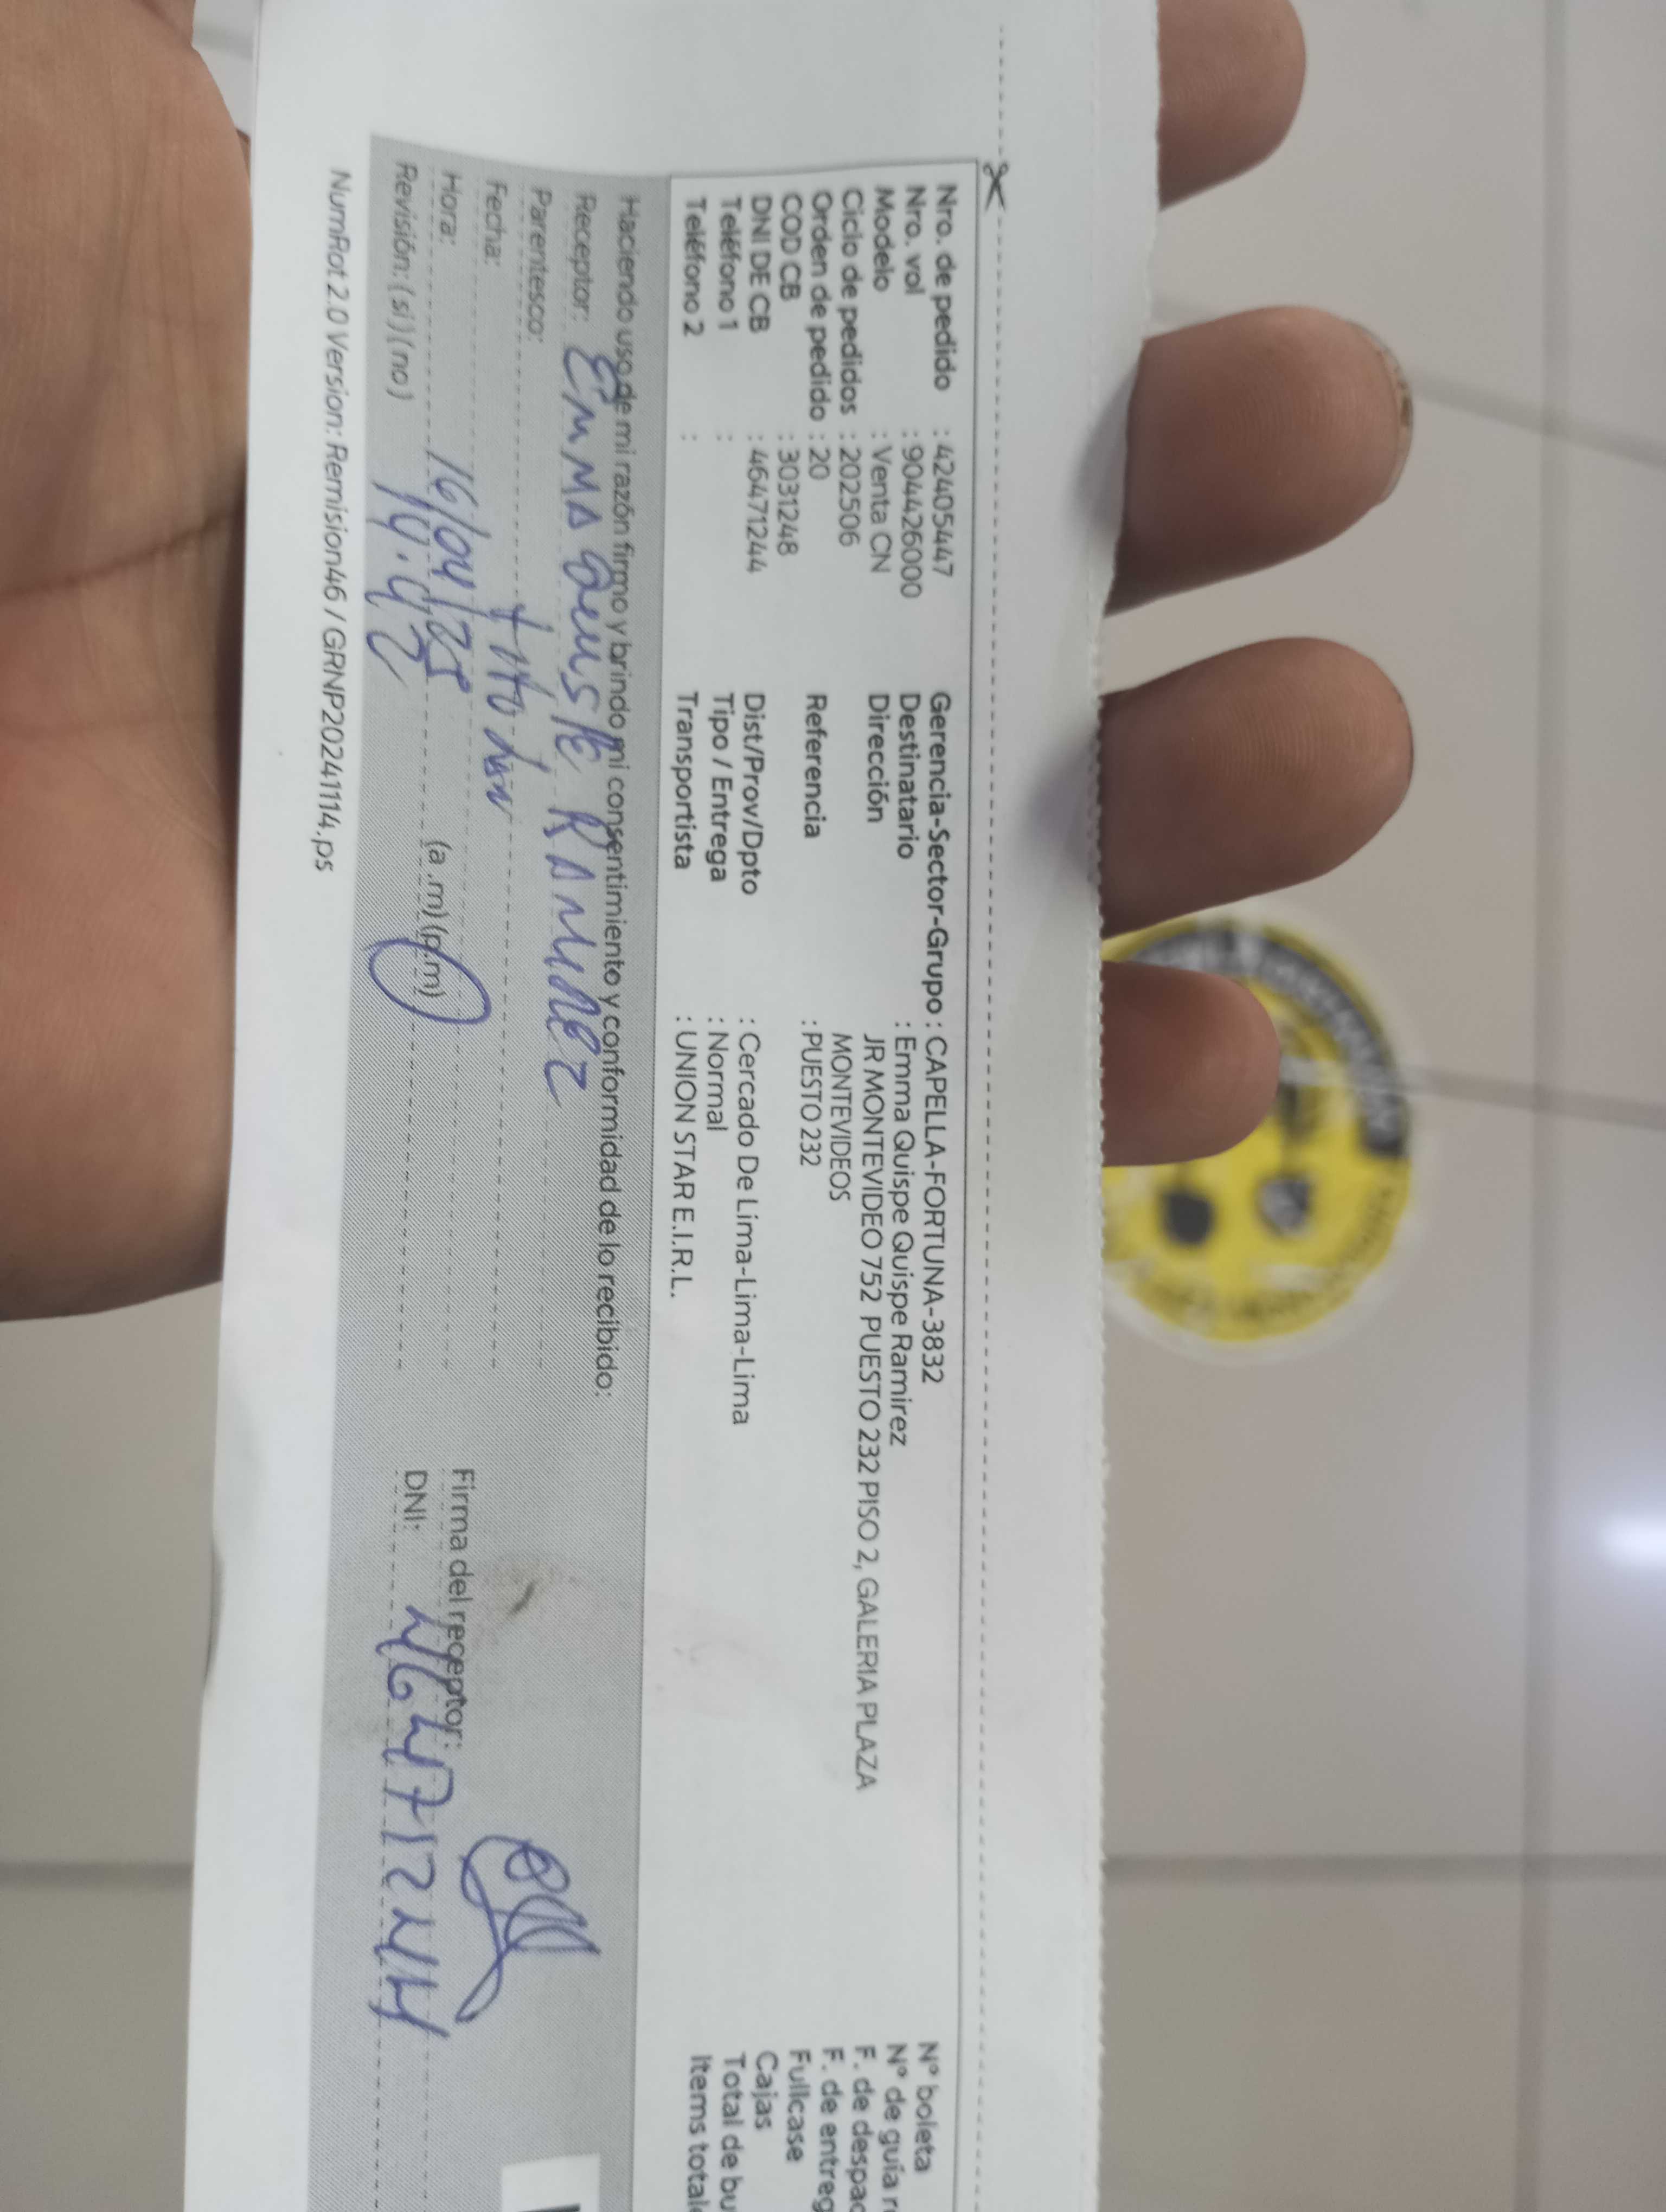 Nro. de pedido : 42405447
Nro. vol : 904426000
Modelo : Venta CN
Ciclo de pedidos : 202506
Orden de pedido : 20
COD CB : 3031248
DNI DE CB : 46471244
Teléfono 1 :
Teléfono 2 :
Gerencia-Sector-Grupo : CAPELLA-FORTUNA-3832
Destinatario : Emma Quispe Quispe Ramirez
Dirección JR MONTEVIDEO 752 PUESTO 232 PISO 2, GALERIA PLAZA
MONTEVIDEOS
Referencia : PUESTO 232
Dist/Prov/Dpto : Cercado De Lima-Lima-Lima
Tipo / Entrega : Normal
Transportista : UNION STAR E.I.R.L.
N° boleta
N° de guía r
F. de despac
F. de entreg
Fullcase
Cajas
Total de bu
Items totale
Haciendo uso de mi razón firmo y brindo mi consentimiento y conformidad de lo recibido:
Receptor: Emma Quispe Ramirez
Parentesco:
Fecha: 16/04/25
Hora: (a.m) (p.m)
Revisión: (si) (no)
Firma del receptor:
DNI: 46471244
NumRot 2.0 Version: Remision46 / GRNP20241114.ps